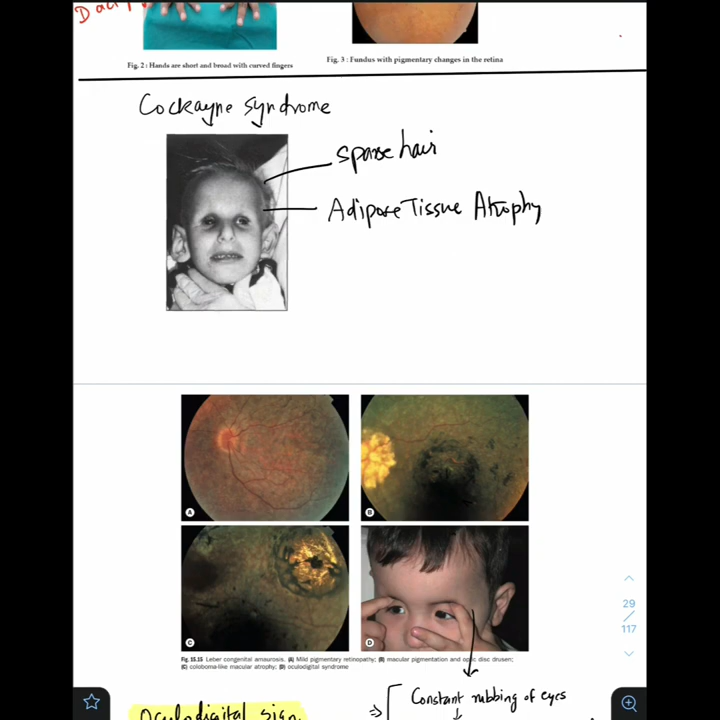 Fig. 2 : Hands are short and broad with curved fingers
Fig. 3 : Fundus with pigmentary changes in the retina
Cockayne syndrome
sparse hair
Adipose Tissue Atrophy
A
B
C
D
Fig.15.15 Leber congenital amaurosis. (A) Mild pigmentary retinopathy; (B) macular pigmentation and optic disc drusen;
(C) coloboma-like macular atrophy; (D) oculodigital syndrome
29
/
117
Oculodigital sign
⇒ [ Constant rubbing of eyes